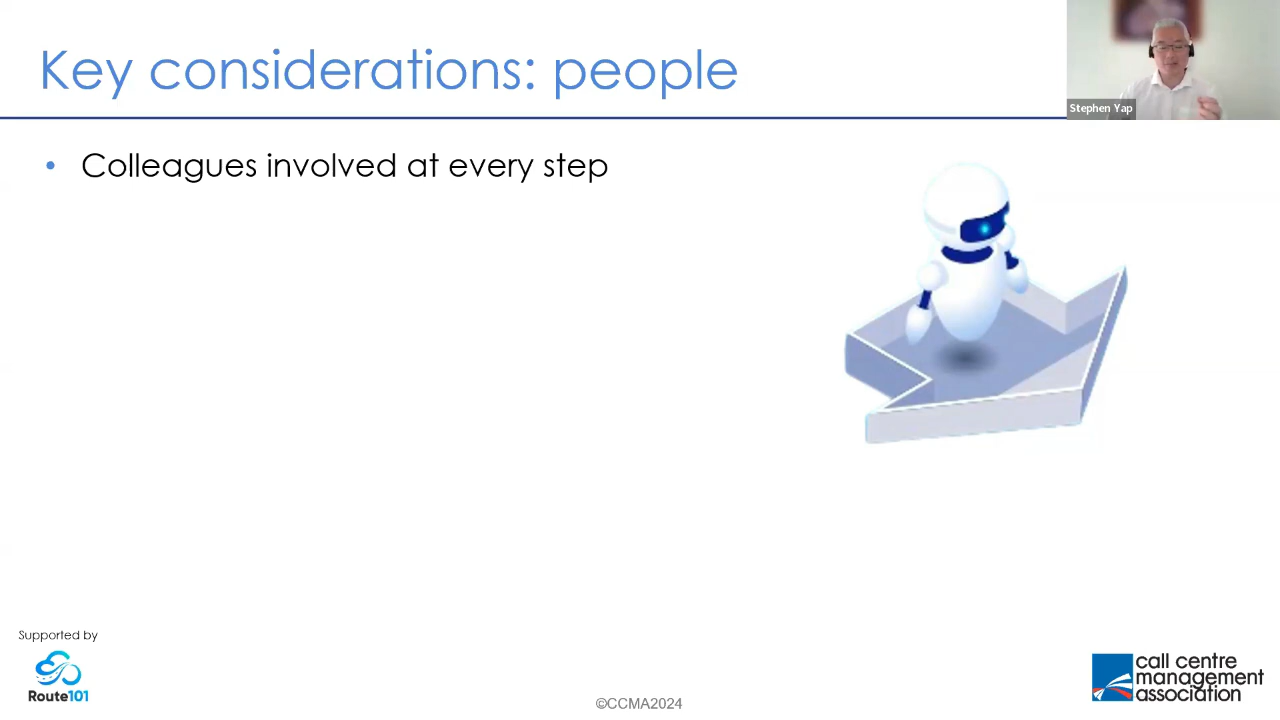 Key considerations: people
Stephen Yap
• Colleagues involved at every step
Supported by
Route101
©CCMA2024
call centre
management
association